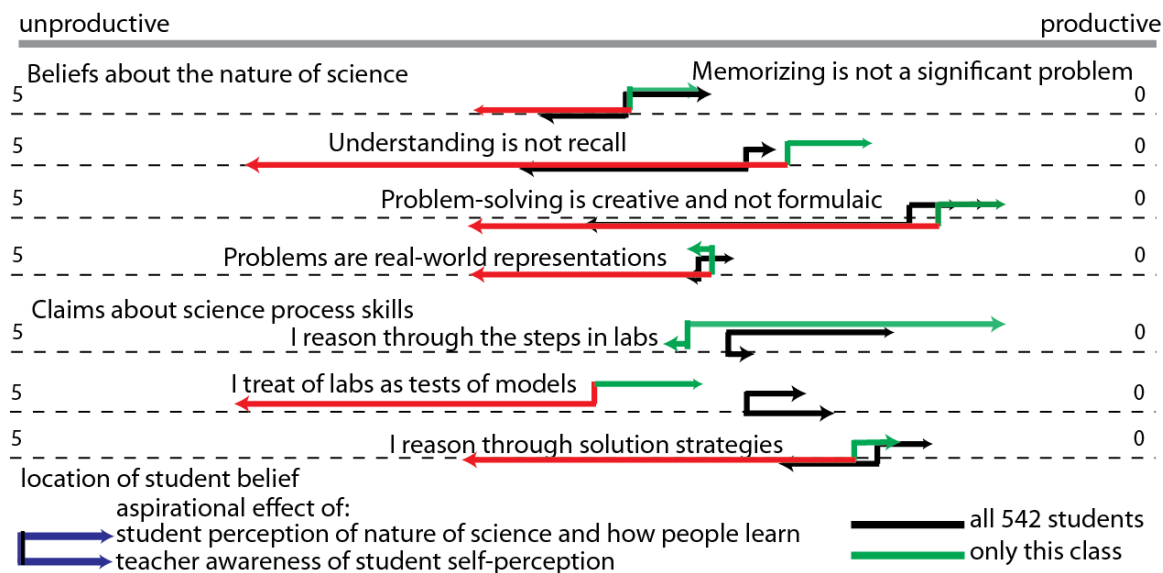 unproductive productive
Beliefs about the nature of science
Memorizing is not a significant problem
5 0
Understanding is not recall
5 0
Problem-solving is creative and not formulaic
5 0
Problems are real-world representations
5 0
Claims about science process skills
I reason through the steps in labs
5 0
I treat of labs as tests of models
5 0
I reason through solution strategies
5 0
location of student belief
aspirational effect of:
student perception of nature of science and how people learn
teacher awareness of student self-perception
all 542 students
only this class